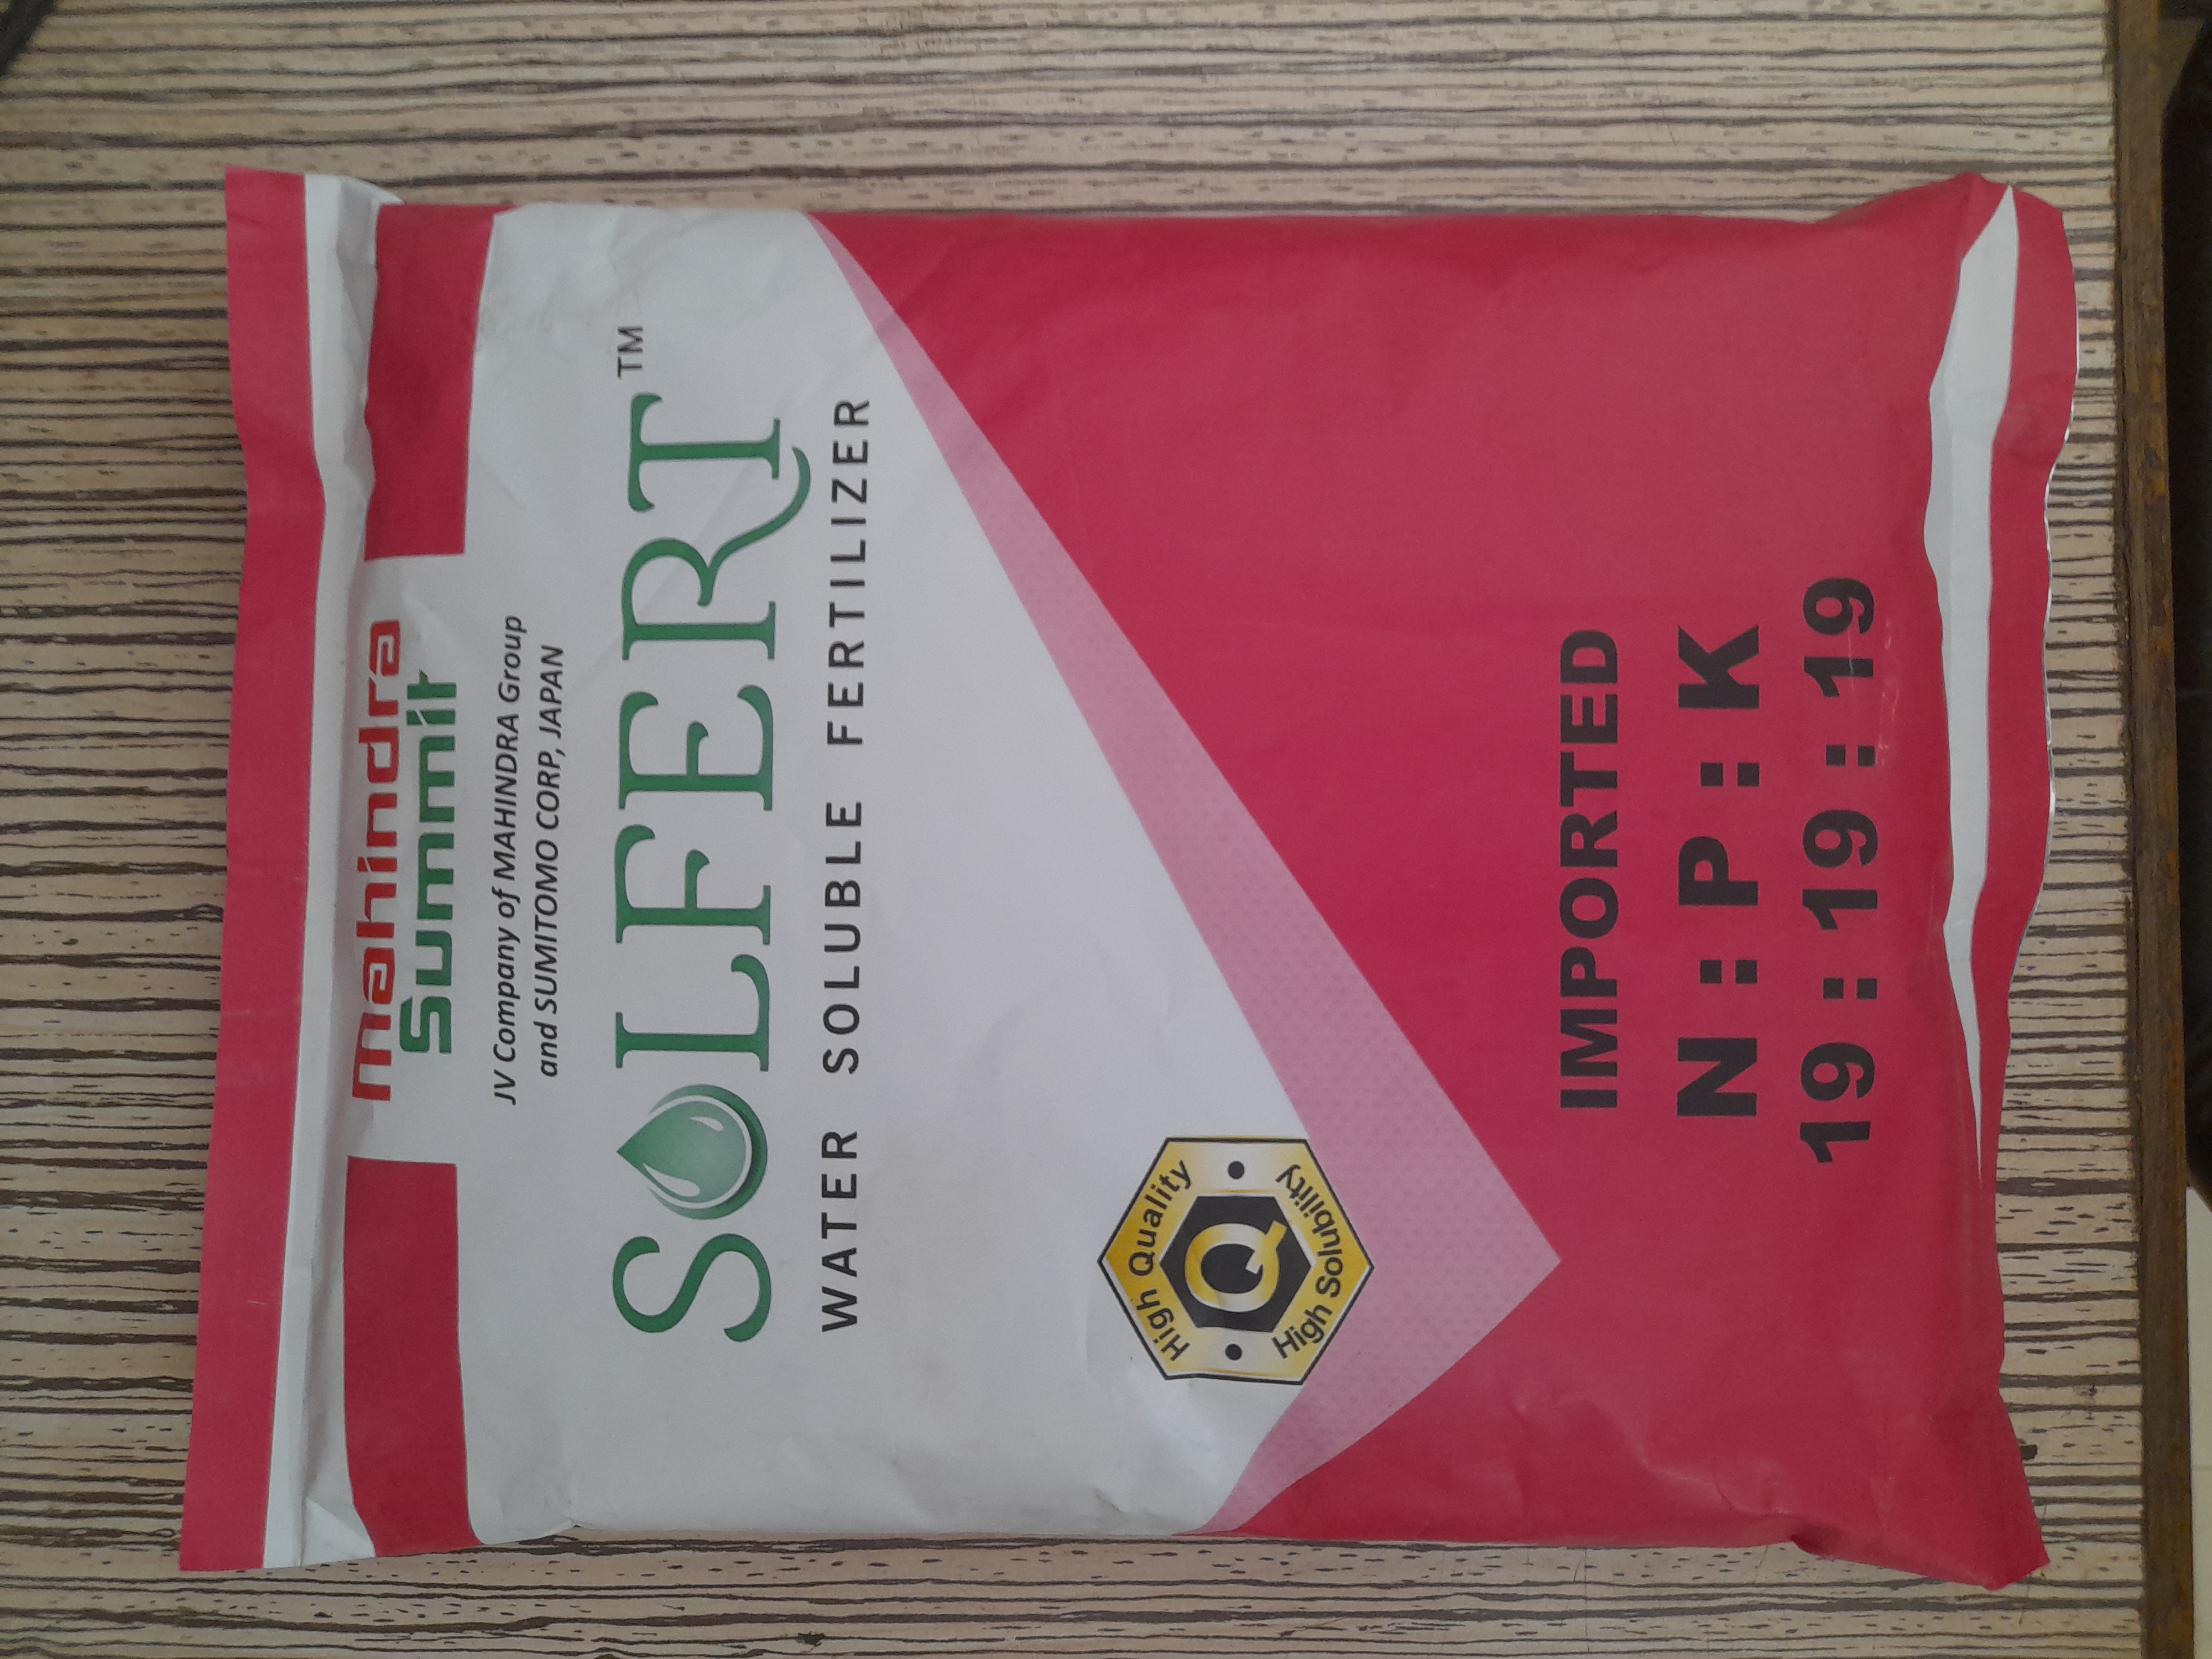 mahindra
Summit
JV Company of MAHINDRA Group
and SUMITOMO CORP, JAPAN
SOLFERT™
WATER SOLUBLE FERTILIZER
High Quality
Q
High Solubility
IMPORTED
N : P : K
19 : 19 : 19